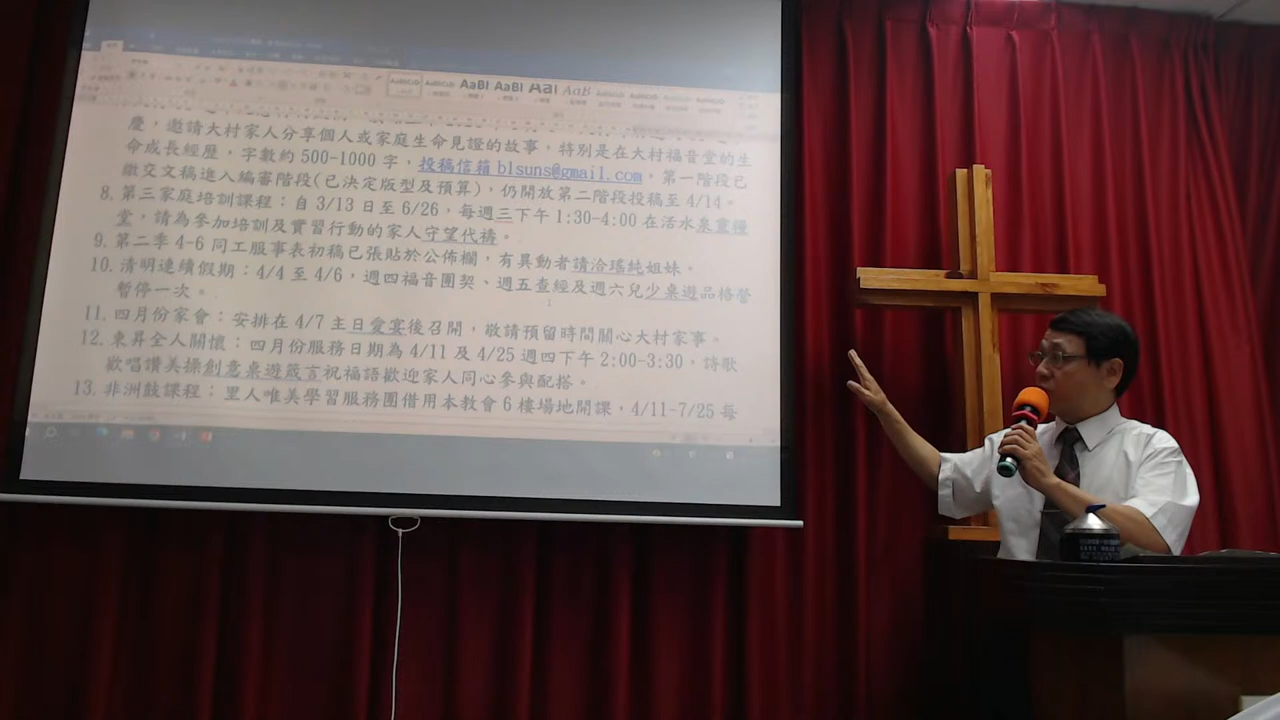 AaBI AaBI AaI AaB
慶，邀請大村家人分享個人或家庭生命見證的故事，特別是在大村福音堂的生
命成長經歷，字數約500-1000字，投稿信箱blsuns@gmail.com。第一階段已
繳交文稿進入編審階段(已決定版型及預算)，仍開放第二階段投稿至4/14。
8. 第三家庭培訓課程：自3/13日至6/26，每週三下午1:30-4:00在活水泉靈糧
堂，請為參加培訓及實習行動的家人守望代禱。
9. 第二季4-6同工服事表初稿已張貼於公佈欄，有異動者請洽瑤純姐妹。
10. 清明連續假期：4/4至4/6，週四福音團契、週五查經及週六兒少桌遊品格營
暫停一次。
11. 四月份家會：安排在4/7主日愛宴後召開，敬請預留時間關心大村家事。
12. 東昇全人關懷：四月份服務日期為4/11及4/25週四下午2:00-3:30，詩歌
歡唱讚美操創意桌遊箴言祝福語歡迎家人同心參與配搭。
13. 非洲鼓課程：里人唯美學習服務團借用本教會6樓場地開課，4/11-7/25每